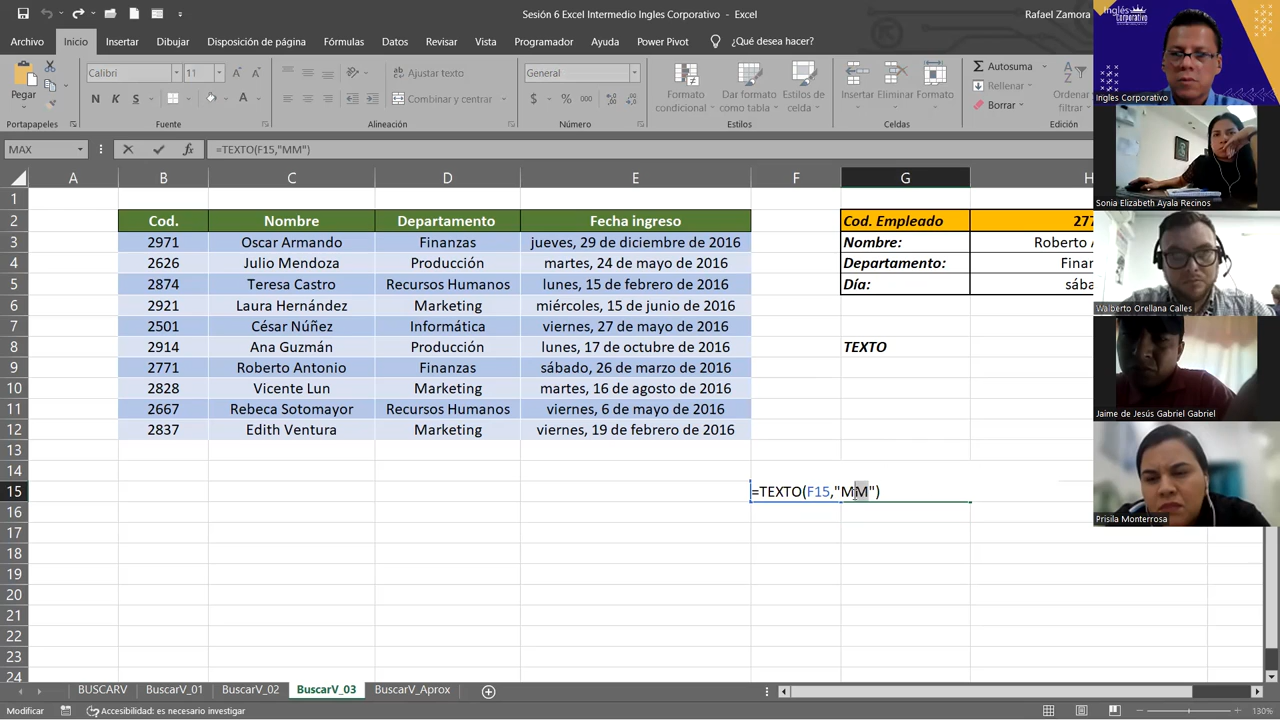 Sesión 6 Excel Intermedio Ingles Corporativo - Excel
Rafael Zamora
Archivo Inicio Insertar Dibujar Disposición de página Fórmulas Datos Revisar Vista Programador Ayuda Power Pivot ¿Qué desea hacer?
Calibri 11 Ajustar texto General Autosuma
Pegar Formato condicional Dar formato como tabla Estilos de celda Insertar Eliminar Formato Rellenar Ordenar filtrar
N K S Combinar y centrar $ % 000 Borrar
Portapapeles Fuente Alineación Número Estilos Celdas Edición
MAX =TEXTO(F15,"MM")
A B C D E F G H
1
2 Cod. Nombre Departamento Fecha ingreso Cod. Empleado 277
3 2971 Oscar Armando Finanzas jueves, 29 de diciembre de 2016 Nombre: Roberto A
4 2626 Julio Mendoza Producción martes, 24 de mayo de 2016 Departamento: Finan
5 2874 Teresa Castro Recursos Humanos lunes, 15 de febrero de 2016 Día: sába
6 2921 Laura Hernández Marketing miércoles, 15 de junio de 2016
7 2501 César Núñez Informática viernes, 27 de mayo de 2016
8 2914 Ana Guzmán Producción lunes, 17 de octubre de 2016 TEXTO
9 2771 Roberto Antonio Finanzas sábado, 26 de marzo de 2016
10 2828 Vicente Lun Marketing martes, 16 de agosto de 2016
11 2667 Rebeca Sotomayor Recursos Humanos viernes, 6 de mayo de 2016
12 2837 Edith Ventura Marketing viernes, 19 de febrero de 2016
13
14
15 =TEXTO(F15,"MM")
16
17
18
19
20
21
22
23
24
BUSCARV BuscarV_01 BuscarV_02 BuscarV_03 BuscarV_Aprox
Modificar Accesibilidad: es necesario investigar 130%
Inglés
Corporativo
Ingles Corporativo
Sonia Elizabeth Ayala Recinos
Walberto Orellana Calles
Jaime de Jesús Gabriel Gabriel
Prisila Monterrosa